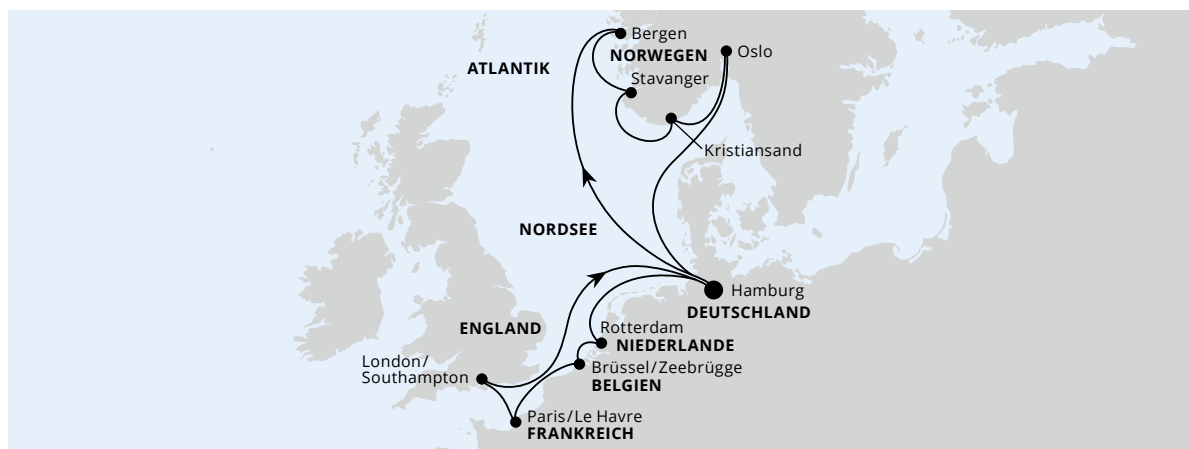 Bergen
NORWEGEN
Oslo
ATLANTIK
Stavanger
Kristiansand
NORDSEE
Hamburg
DEUTSCHLAND
ENGLAND
Rotterdam
NIEDERLANDE
London/
Southampton
Brüssel/Zeebrügge
BELGIEN
Paris/Le Havre
FRANKREICH